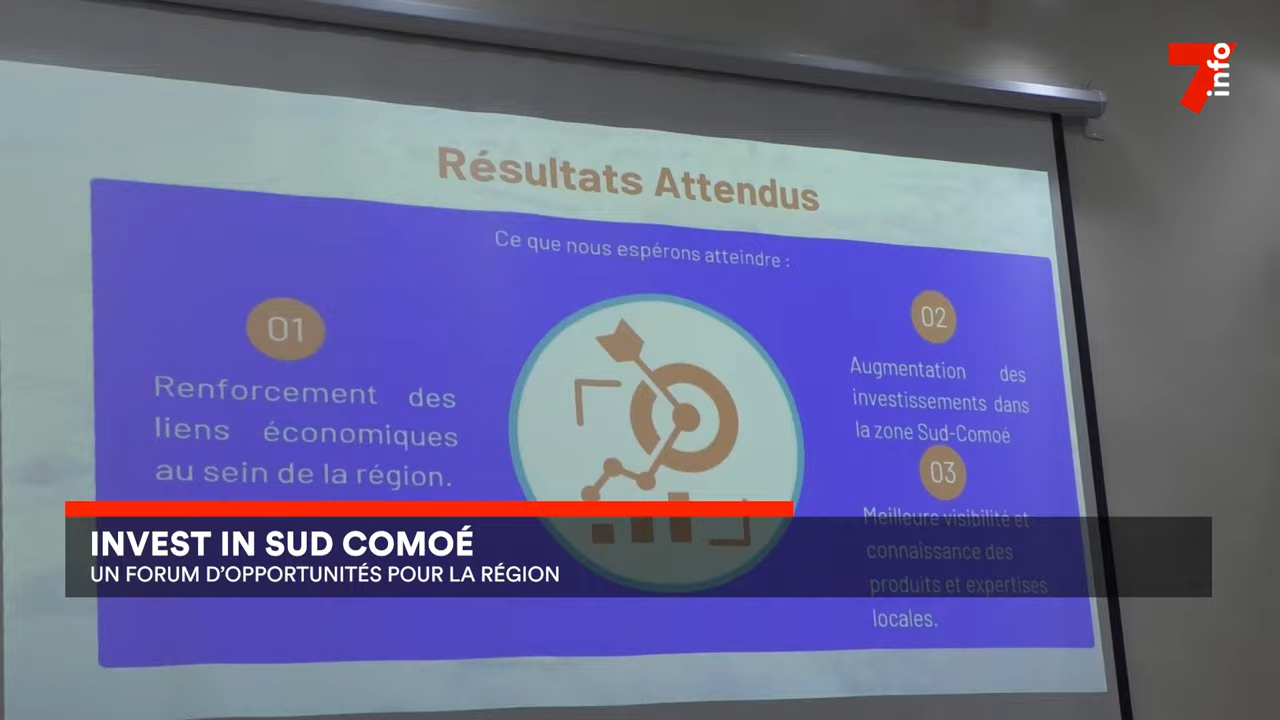 7info
Résultats Attendus
Ce que nous espérons atteindre :
01
Renforcement des
liens économiques
au sein de la région.
02
Augmentation des
investissements dans
la zone Sud-Comoé
03
Meilleure visibilité et
connaissance des
produits et expertises
locales.
INVEST IN SUD COMOÉ
UN FORUM D’OPPORTUNITÉS POUR LA RÉGION